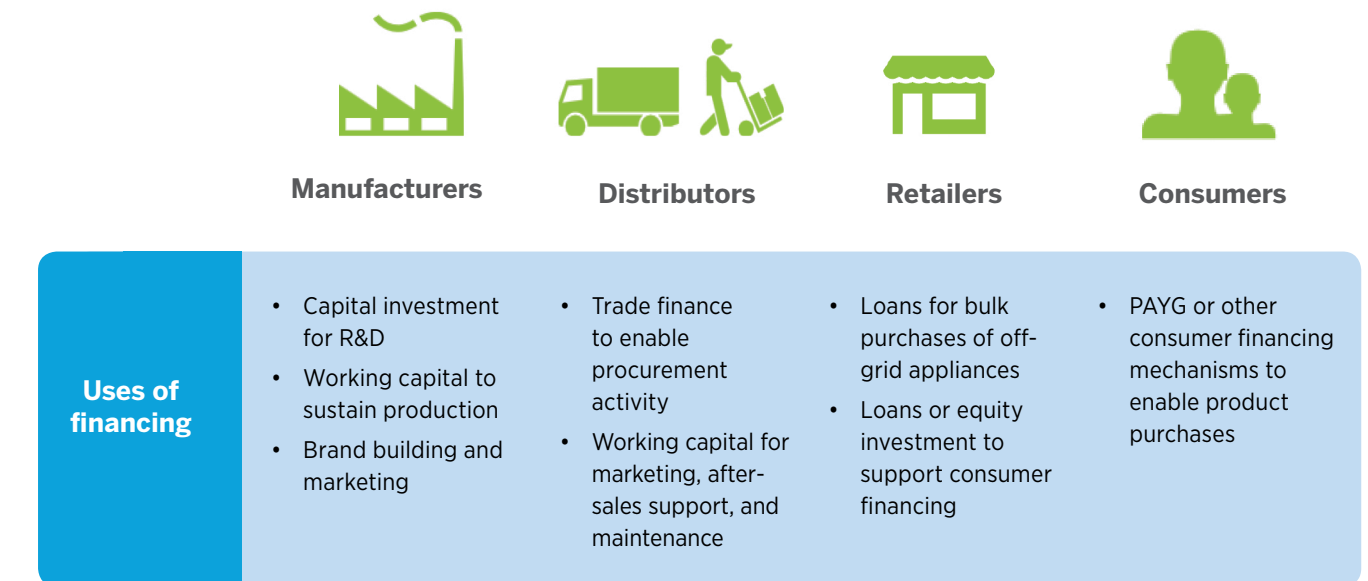 Manufacturers
Distributors
Retailers
Consumers
Uses of
financing
• Capital investment
for R&D
• Working capital to
sustain production
• Brand building and
marketing
• Trade finance
to enable
procurement
activity
• Working capital for
marketing, after-
sales support, and
maintenance
• Loans for bulk
purchases of off-
grid appliances
• Loans or equity
investment to
support consumer
financing
• PAYG or other
consumer financing
mechanisms to
enable product
purchases